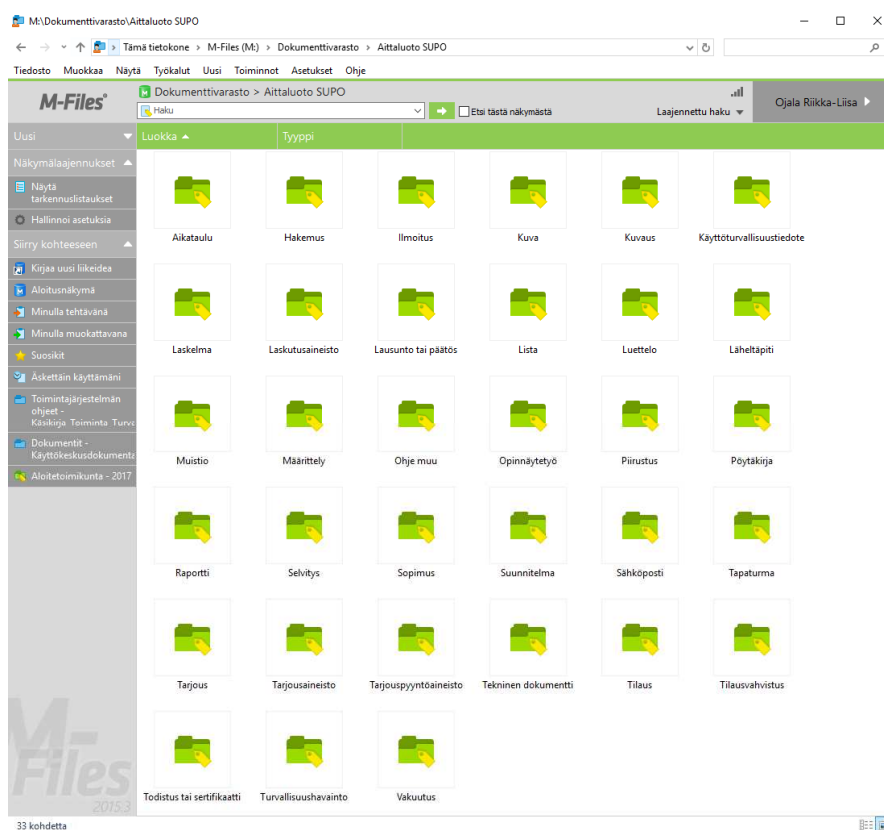 M:\Dokumenttivarasto\Aittaluoto SUPO
Tämä tietokone > M-Files (M:) > Dokumenttivarasto > Aittaluoto SUPO
Tiedosto Muokkaa Näytä Työkalut Uusi Toiminnot Asetukset Ohje
M-Files®
Dokumenttivarasto > Aittaluoto SUPO
Haku
Etsi tästä näkymästä
Laajennettu haku
Ojala Riikka-Liisa
Uusi
Luokka
Tyyppi
Näkymälaajennukset
Näytä
tarkennuslistaukset
Hallinnoi asetuksia
Siirry kohteeseen
Kirjaa uusi liikeidea
Aloitusnäkymä
Minulla tehtävänä
Minulla muokattavana
Suosikit
Äskettäin käyttämäni
Toimintajärjestelmän
ohjeet -
Käsikirja Toiminta Turva
Dokumentit -
Käyttökeskusdokumenta
Aloitetoimikunta - 2017
Aikataulu Hakemus Ilmoitus Kuva Kuvaus Käyttöturvallisuustiedote
Laskelma Laskutusaineisto Lausunto tai päätös Lista Luettelo Läheltäpiti
Muistio Määrittely Ohje muu Opinnäytetyö Piirustus Pöytäkirja
Raportti Selvitys Sopimus Suunnitelma Sähköposti Tapaturma
Tarjous Tarjousaineisto Tarjouspyyntöaineisto Tekninen dokumentti Tilaus Tilausvahvistus
Todistus tai sertifikaatti Turvallisuushavainto Vakuutus
M-
Files
2015.3
33 kohdetta